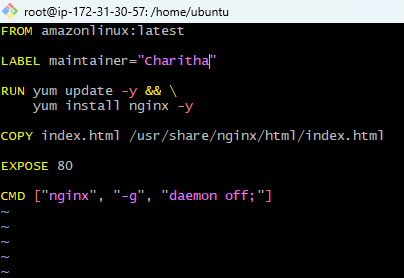 root@ip-172-31-30-57: /home/ubuntu
FROM amazonlinux:latest
LABEL maintainer="Charitha"
RUN yum update -y && \
    yum install nginx -y
COPY index.html /usr/share/nginx/html/index.html
EXPOSE 80
CMD ["nginx", "-g", "daemon off;"]
~
~
~
~
~